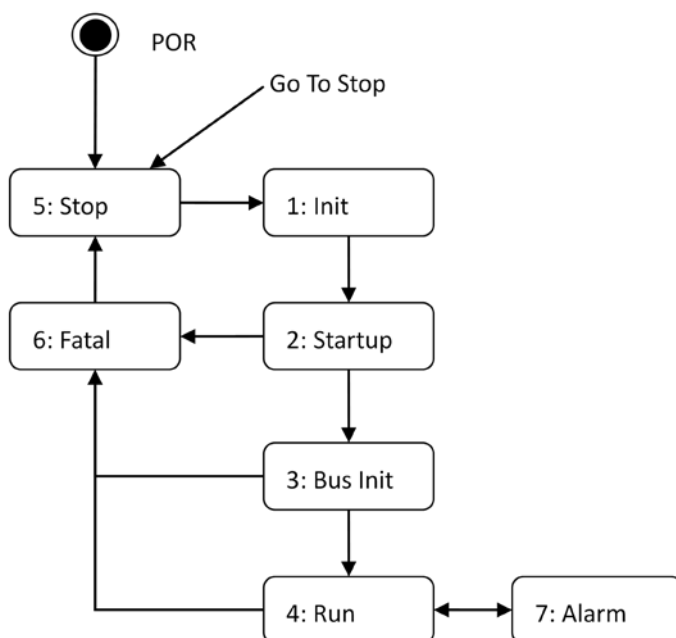 POR
Go To Stop
5: Stop
1: Init
6: Fatal
2: Startup
3: Bus Init
4: Run
7: Alarm